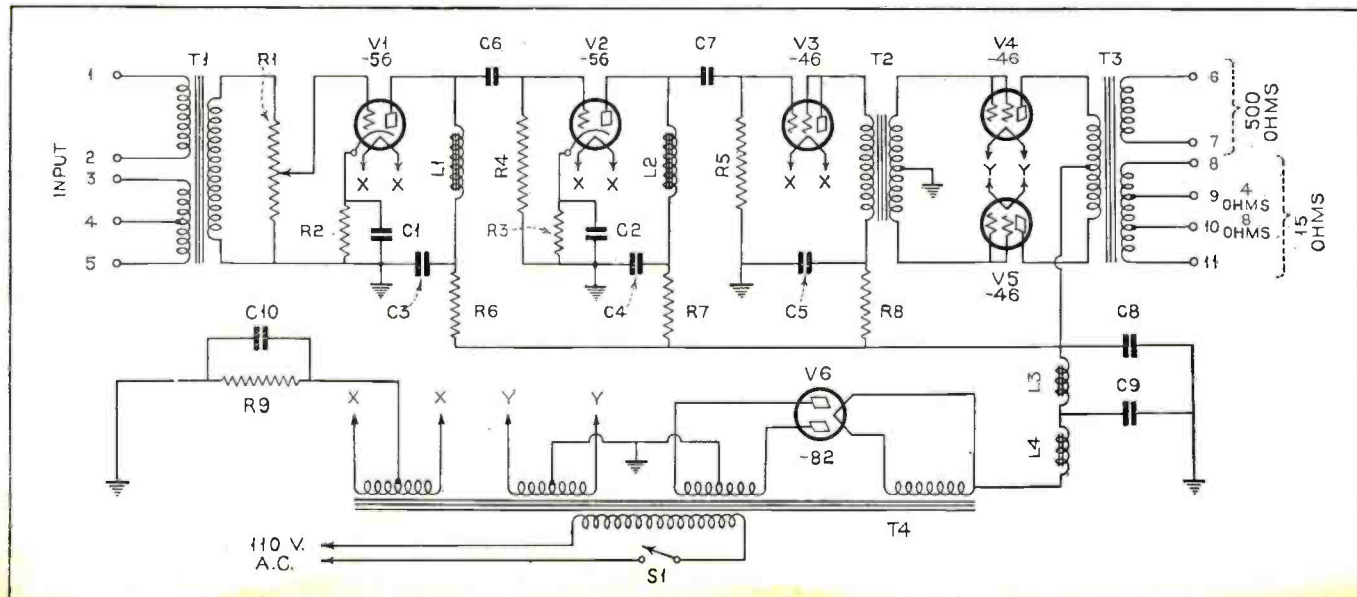 V1
-56
C6
V2
-56
C7
V3
-46
T2
V4
-46
T3
T1
R1
1
2
3
4
5
INPUT
L1
R4
L2
R5
X X
X X
X X
Y Y
6
7
8
9
10
11
500
OHMS
4
OHMS
8
OHMS
15
OHMS
R2
C1
C3
R3
C2
C4
C5
V5
-46
R6
R7
R8
C8
C10
R9
X X Y Y
V6
-82
L3
L4
C9
T4
110 V.
A.C.
S1